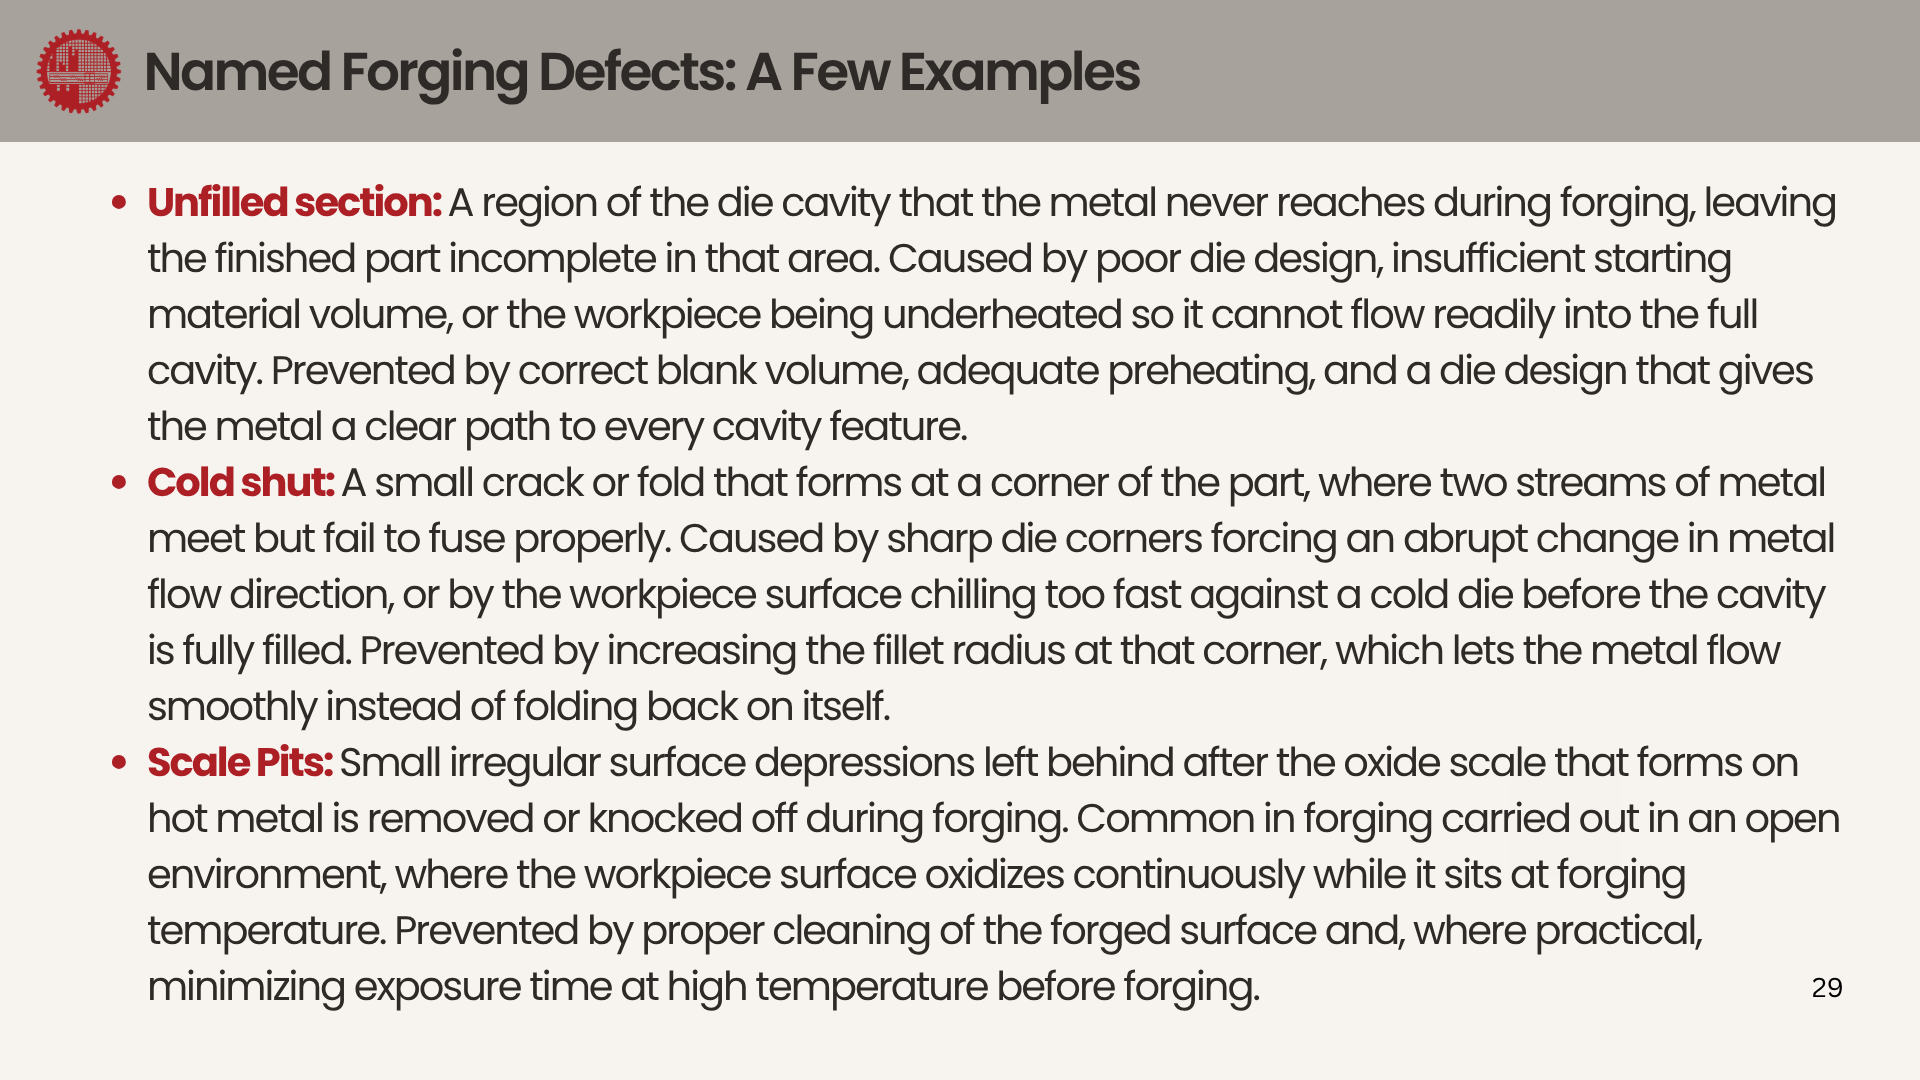 Named Forging Defects: A Few Examples
• Unfilled section: A region of the die cavity that the metal never reaches during forging, leaving
the finished part incomplete in that area. Caused by poor die design, insufficient starting
material volume, or the workpiece being underheated so it cannot flow readily into the full
cavity. Prevented by correct blank volume, adequate preheating, and a die design that gives
the metal a clear path to every cavity feature.
• Cold shut: A small crack or fold that forms at a corner of the part, where two streams of metal
meet but fail to fuse properly. Caused by sharp die corners forcing an abrupt change in metal
flow direction, or by the workpiece surface chilling too fast against a cold die before the cavity
is fully filled. Prevented by increasing the fillet radius at that corner, which lets the metal flow
smoothly instead of folding back on itself.
• Scale Pits: Small irregular surface depressions left behind after the oxide scale that forms on
hot metal is removed or knocked off during forging. Common in forging carried out in an open
environment, where the workpiece surface oxidizes continuously while it sits at forging
temperature. Prevented by proper cleaning of the forged surface and, where practical,
minimizing exposure time at high temperature before forging.
29